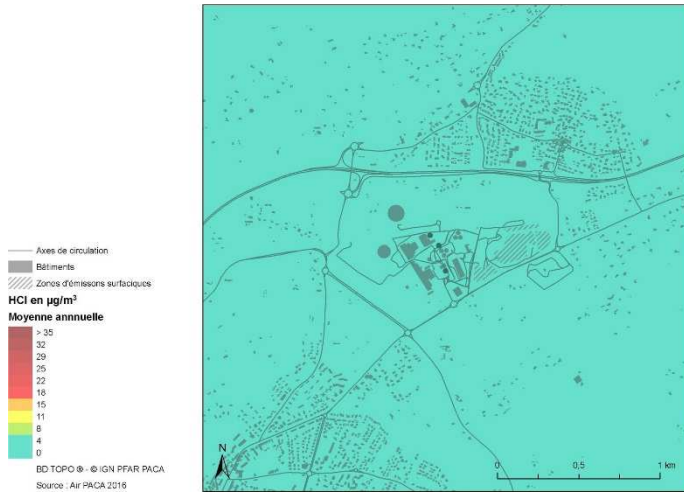 Axes de circulation
Bâtiments
Zones d'émissons surfaciques
HCl en µg/m³
Moyenne annnuelle
> 35
32
29
25
22
18
15
11
8
4
0
BD TOPO ® - © IGN PFAR PACA
Source : Air PACA 2016
N
0 0,5 1 km